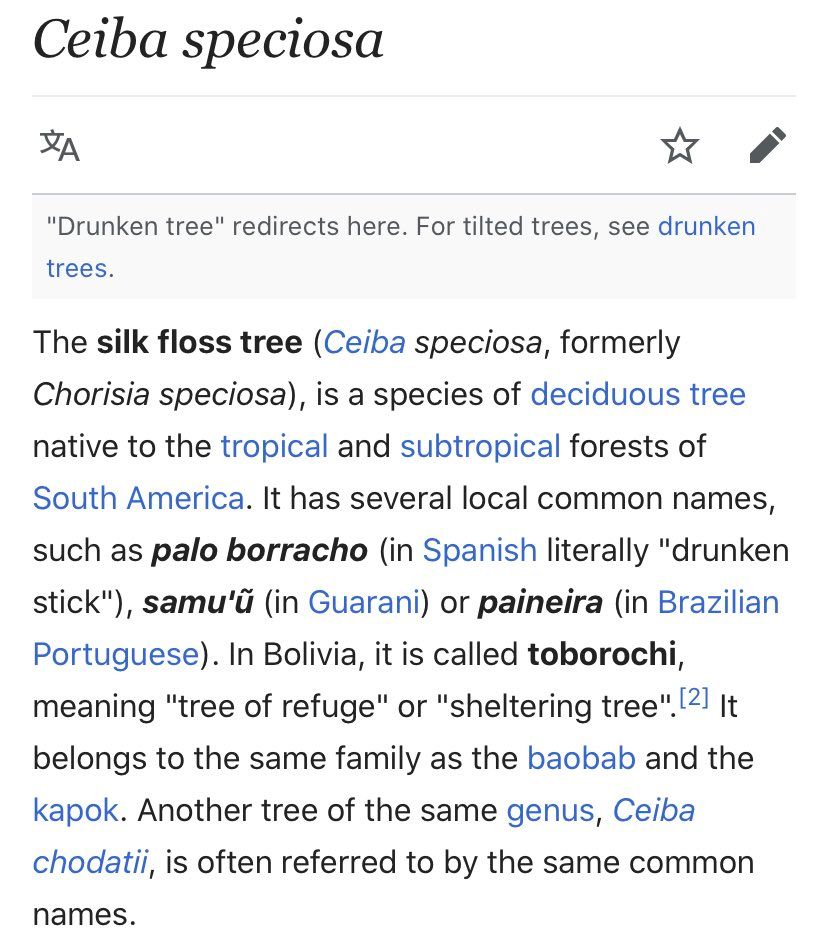 Ceiba speciosa
文A
"Drunken tree" redirects here. For tilted trees, see drunken
trees.
The silk floss tree (Ceiba speciosa, formerly
Chorisia speciosa), is a species of deciduous tree
native to the tropical and subtropical forests of
South America. It has several local common names,
such as palo borracho (in Spanish literally "drunken
stick"), samu'ũ (in Guarani) or paineira (in Brazilian
Portuguese). In Bolivia, it is called toborochi,
meaning "tree of refuge" or "sheltering tree".[2] It
belongs to the same family as the baobab and the
kapok. Another tree of the same genus, Ceiba
chodatii, is often referred to by the same common
names.